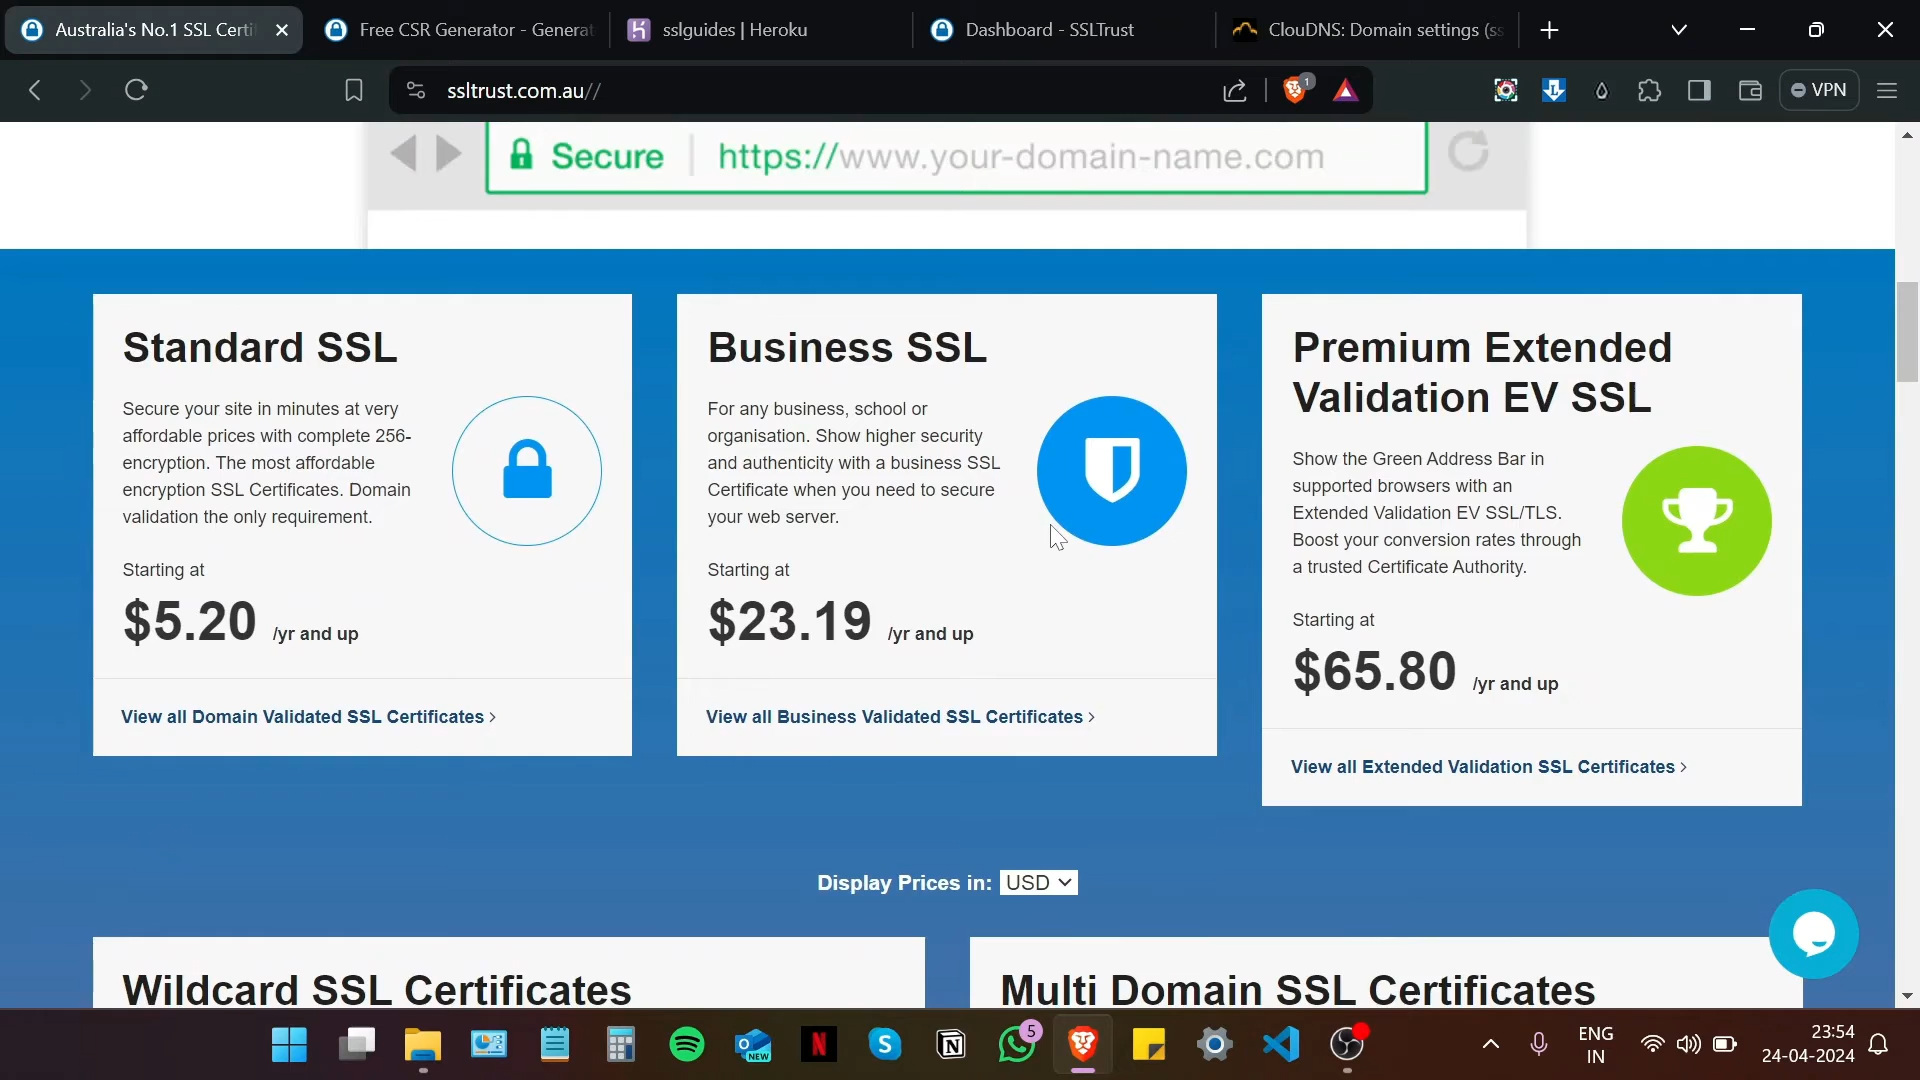 Australia's No.1 SSL Certi
Free CSR Generator - Generat
sslguides | Heroku
Dashboard - SSLTrust
ClouDNS: Domain settings (ss
ssltrust.com.au//
1
VPN
Secure
https://www.your-domain-name.com
Standard SSL
Secure your site in minutes at very
affordable prices with complete 256-
encryption. The most affordable
encryption SSL Certificates. Domain
validation the only requirement.
Starting at
$5.20 /yr and up
View all Domain Validated SSL Certificates >
Business SSL
For any business, school or
organisation. Show higher security
and authenticity with a business SSL
Certificate when you need to secure
your web server.
Starting at
$23.19 /yr and up
View all Business Validated SSL Certificates >
Premium Extended
Validation EV SSL
Show the Green Address Bar in
supported browsers with an
Extended Validation EV SSL/TLS.
Boost your conversion rates through
a trusted Certificate Authority.
Starting at
$65.80 /yr and up
View all Extended Validation SSL Certificates >
Display Prices in: USD
Wildcard SSL Certificates
Multi Domain SSL Certificates
O
NEW
N
S
N
5
ENG
IN
23:54
24-04-2024